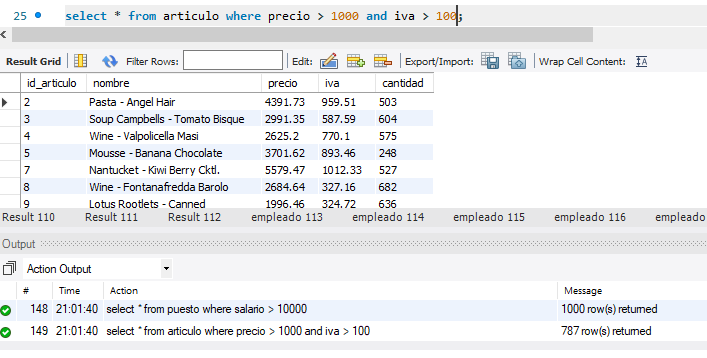 25 select * from articulo where precio > 1000 and iva > 100;
Result Grid Filter Rows: Edit: Export/Import: Wrap Cell Content:
id_articulo nombre precio iva cantidad
2 Pasta - Angel Hair 4391.73 959.51 503
3 Soup Campbells - Tomato Bisque 2991.35 587.59 604
4 Wine - Valpolicella Masi 2625.2 770.1 575
5 Mousse - Banana Chocolate 3701.62 893.46 248
7 Nantucket - Kiwi Berry Cktl. 5579.47 1012.33 527
8 Wine - Fontanafredda Barolo 2684.64 327.16 682
9 Lotus Rootlets - Canned 1996.46 324.72 636
Result 110 Result 111 Result 112 empleado 113 empleado 114 empleado 115 empleado 116 empleado
Output
Action Output
# Time Action Message
148 21:01:40 select * from puesto where salario > 10000 1000 row(s) returned
149 21:01:40 select * from articulo where precio > 1000 and iva > 100 787 row(s) returned